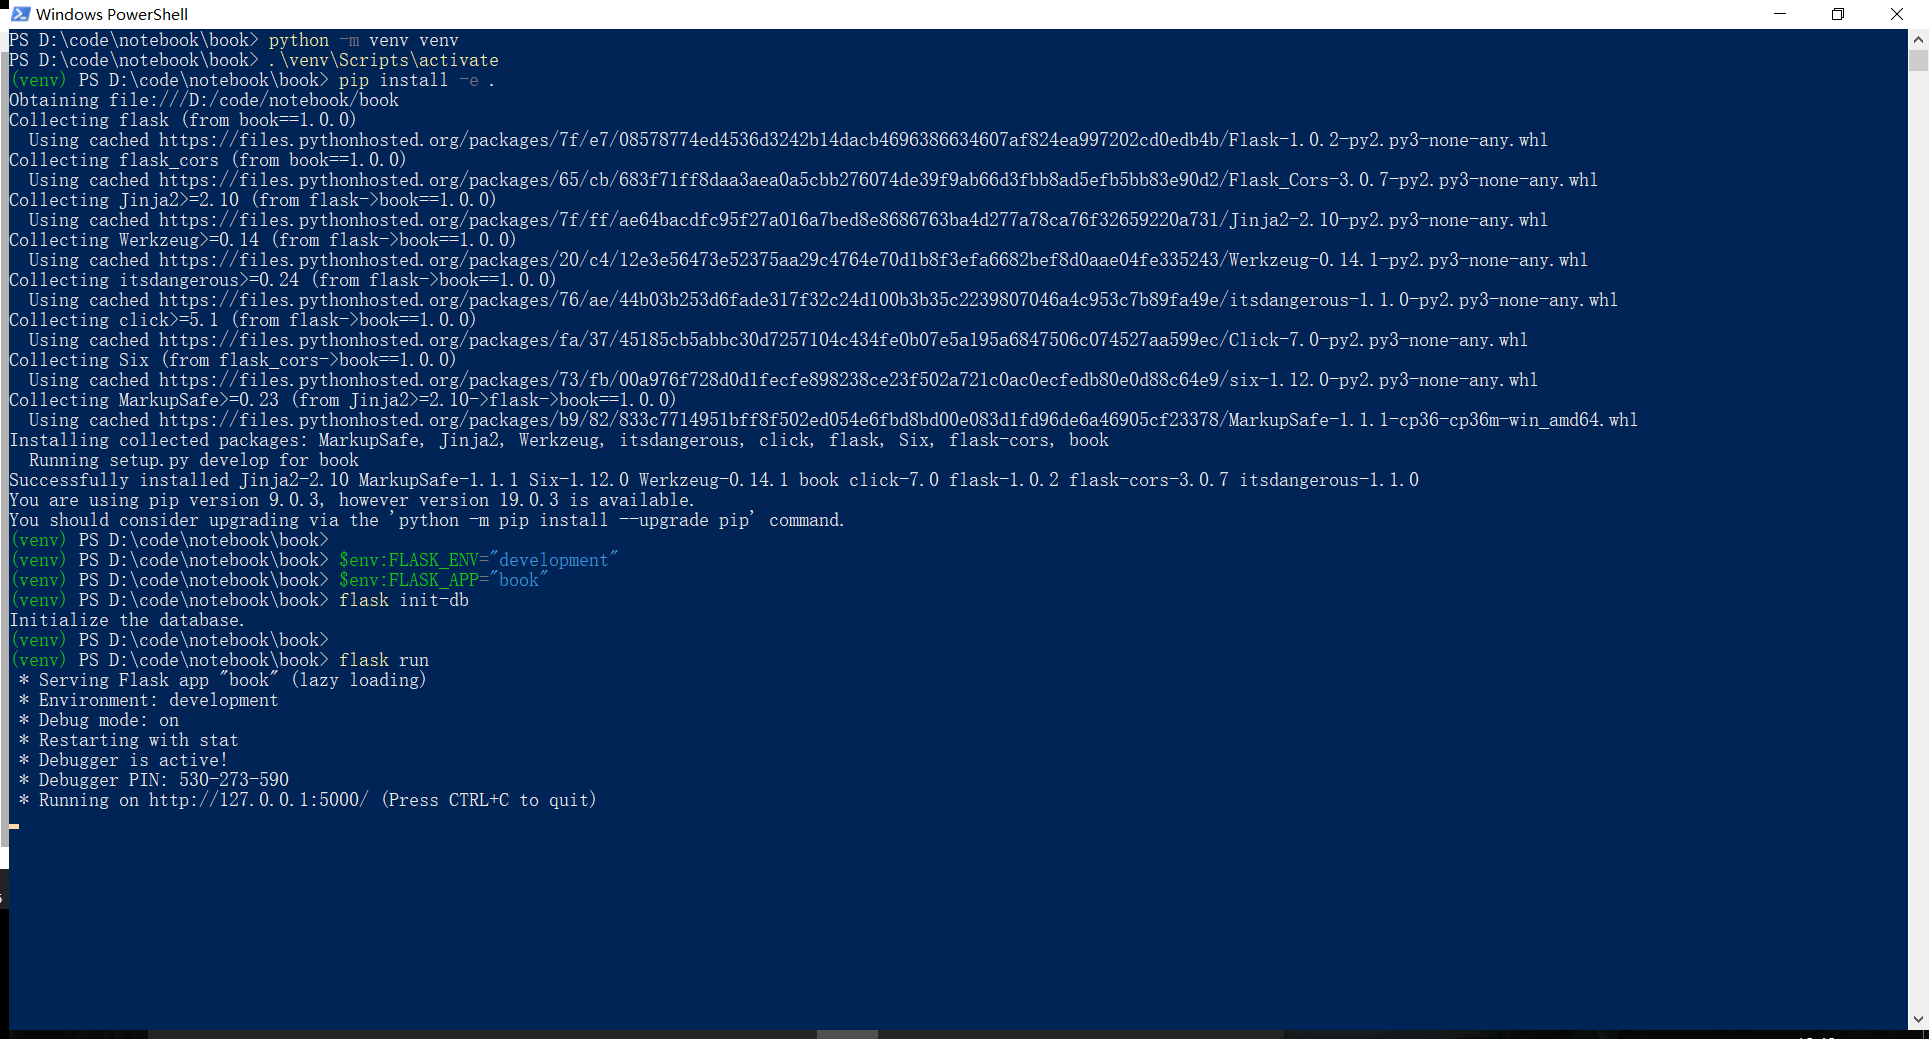 Windows PowerShell
PS D:\code\notebook\book> python -m venv venv
PS D:\code\notebook\book> .\venv\Scripts\activate
(venv) PS D:\code\notebook\book> pip install -e .
Obtaining file:///D:/code/notebook/book
Collecting flask (from book==1.0.0)
  Using cached https://files.pythonhosted.org/packages/7f/e7/08578774ed4536d3242b14dacb4696386634607af824ea997202cd0edb4b/Flask-1.0.2-py2.py3-none-any.whl
Collecting flask_cors (from book==1.0.0)
  Using cached https://files.pythonhosted.org/packages/65/cb/683f71ff8daa3aea0a5cbb276074de39f9ab66d3fbb8ad5efb5bb83e90d2/Flask_Cors-3.0.7-py2.py3-none-any.whl
Collecting Jinja2>=2.10 (from flask->book==1.0.0)
  Using cached https://files.pythonhosted.org/packages/7f/ff/ae64bacdfc95f27a016a7bed8e8686763ba4d277a78ca76f32659220a731/Jinja2-2.10-py2.py3-none-any.whl
Collecting Werkzeug>=0.14 (from flask->book==1.0.0)
  Using cached https://files.pythonhosted.org/packages/20/c4/12e3e56473e52375aa29c4764e70d1b8f3efa6682bef8d0aae04fe335243/Werkzeug-0.14.1-py2.py3-none-any.whl
Collecting itsdangerous>=0.24 (from flask->book==1.0.0)
  Using cached https://files.pythonhosted.org/packages/76/ae/44b03b253d6fade317f32c24d100b3b35c2239807046a4c953c7b89fa49e/itsdangerous-1.1.0-py2.py3-none-any.whl
Collecting click>=5.1 (from flask->book==1.0.0)
  Using cached https://files.pythonhosted.org/packages/fa/37/45185cb5abbc30d7257104c434fe0b07e5a195a6847506c074527aa599ec/Click-7.0-py2.py3-none-any.whl
Collecting Six (from flask_cors->book==1.0.0)
  Using cached https://files.pythonhosted.org/packages/73/fb/00a976f728d0d1fecfe898238ce23f502a721c0ac0ecfedb80e0d88c64e9/six-1.12.0-py2.py3-none-any.whl
Collecting MarkupSafe>=0.23 (from Jinja2>=2.10->flask->book==1.0.0)
  Using cached https://files.pythonhosted.org/packages/b9/82/833c7714951bff8f502ed054e6fbd8bd00e083d1fd96de6a46905cf23378/MarkupSafe-1.1.1-cp36-cp36m-win_amd64.whl
Installing collected packages: MarkupSafe, Jinja2, Werkzeug, itsdangerous, click, flask, Six, flask-cors, book
  Running setup.py develop for book
Successfully installed Jinja2-2.10 MarkupSafe-1.1.1 Six-1.12.0 Werkzeug-0.14.1 book click-7.0 flask-1.0.2 flask-cors-3.0.7 itsdangerous-1.1.0
You are using pip version 9.0.3, however version 19.0.3 is available.
You should consider upgrading via the 'python -m pip install --upgrade pip' command.
(venv) PS D:\code\notebook\book>
(venv) PS D:\code\notebook\book> $env:FLASK_ENV="development"
(venv) PS D:\code\notebook\book> $env:FLASK_APP="book"
(venv) PS D:\code\notebook\book> flask init-db
Initialize the database.
(venv) PS D:\code\notebook\book>
(venv) PS D:\code\notebook\book> flask run
 * Serving Flask app "book" (lazy loading)
 * Environment: development
 * Debug mode: on
 * Restarting with stat
 * Debugger is active!
 * Debugger PIN: 530-273-590
 * Running on http://127.0.0.1:5000/ (Press CTRL+C to quit)